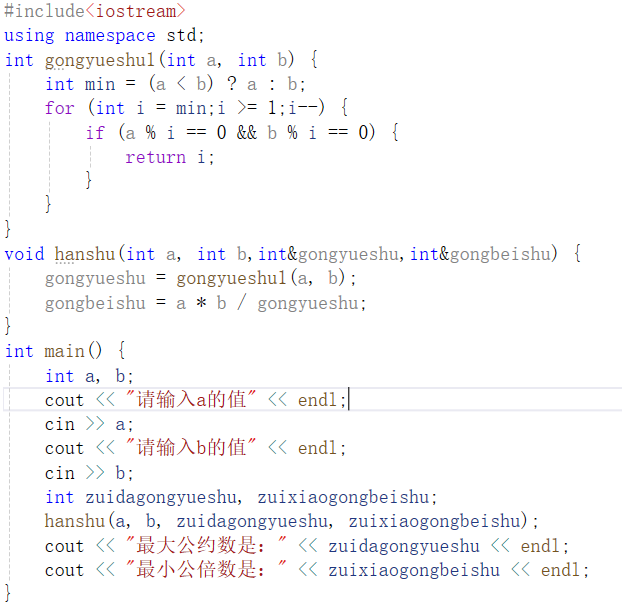 #include<iostream>
using namespace std;
int gongyueshu1(int a, int b) {
    int min = (a < b) ? a : b;
    for (int i = min;i >= 1;i--) {
        if (a % i == 0 && b % i == 0) {
            return i;
        }
    }
}
void hanshu(int a, int b,int&gongyueshu,int&gongbeishu) {
    gongyueshu = gongyueshu1(a, b);
    gongbeishu = a * b / gongyueshu;
}
int main() {
    int a, b;
    cout << "请输入a的值" << endl;
    cin >> a;
    cout << "请输入b的值" << endl;
    cin >> b;
    int zuidagongyueshu, zuixiaogongbeishu;
    hanshu(a, b, zuidagongyueshu, zuixiaogongbeishu);
    cout << "最大公约数是：" << zuidagongyueshu << endl;
    cout << "最小公倍数是：" << zuixiaogongbeishu << endl;
}